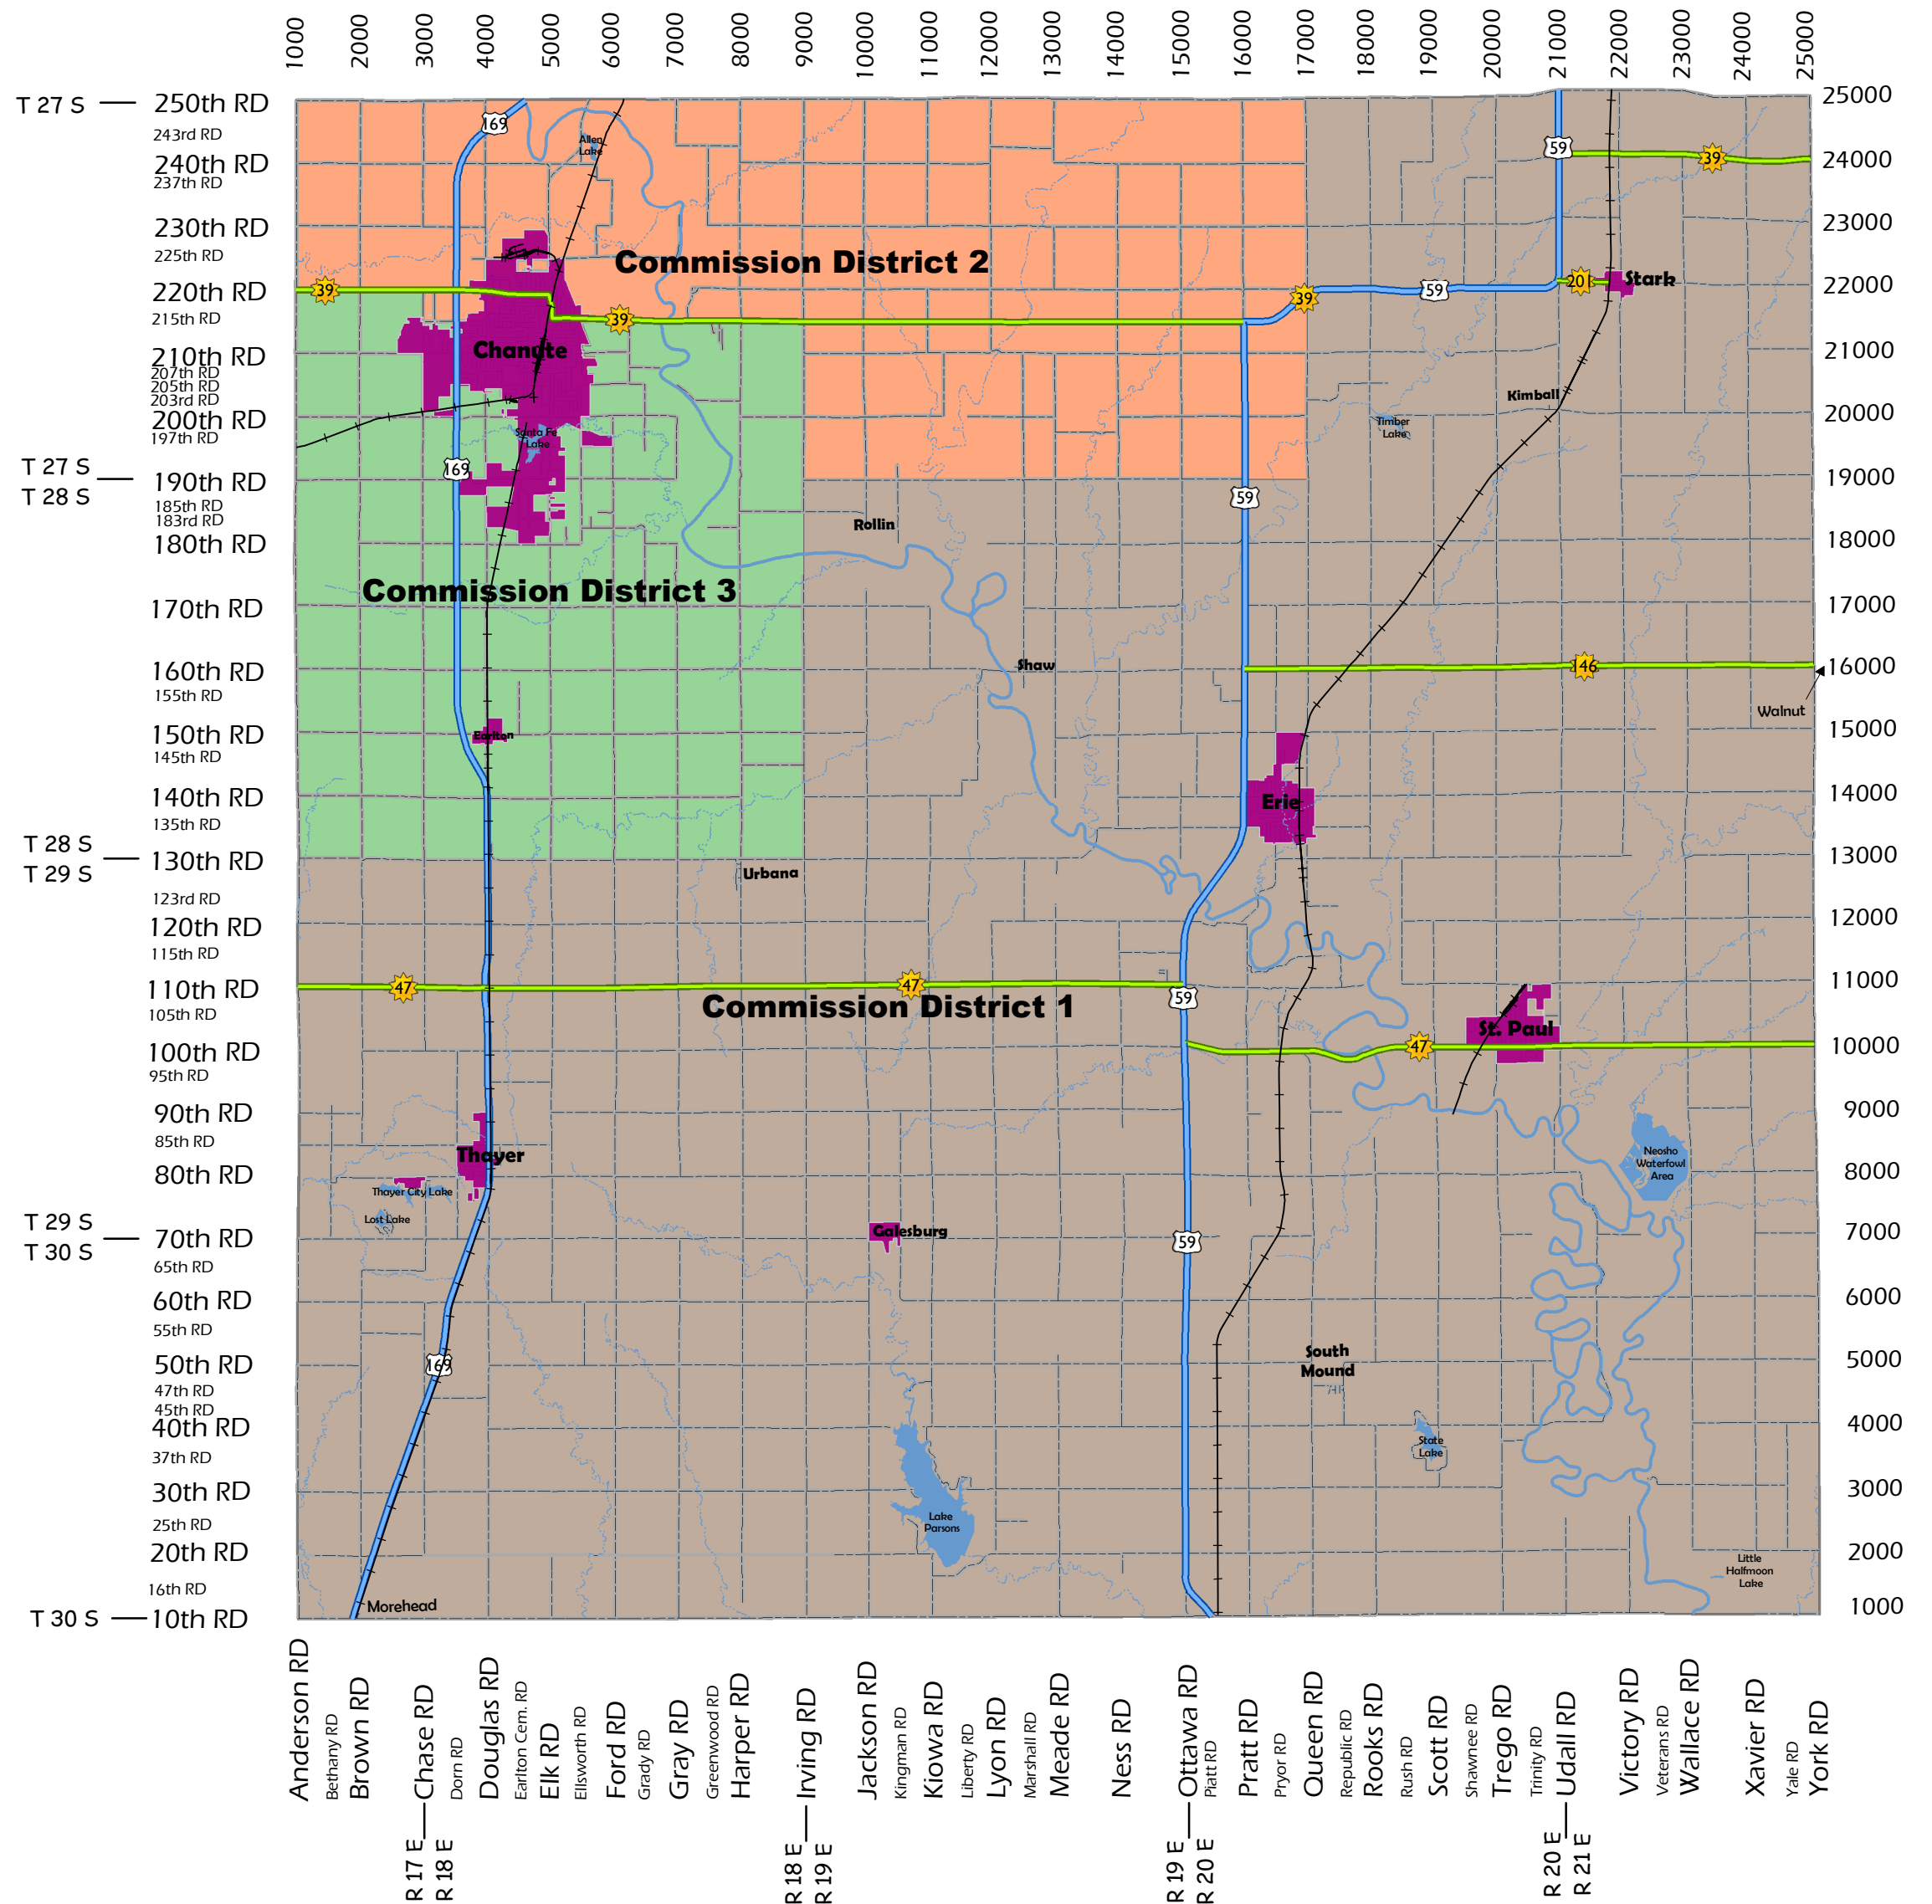 1000 2000 3000 4000 5000 6000 7000 8000 9000 10000 11000 12000 13000 14000 15000 16000 17000 18000 19000 20000 21000 22000 23000 24000 25000
T 27 S
250th RD
25000
169
59
243rd RD
Allen
Lake
240th RD
39
24000
237th RD
230th RD
23000
225th RD
Commission District 2
220th RD
39
39
59
201
Stark
22000
215th RD
39
210th RD
Chanute
21000
207th RD
205th RD
203rd RD
Kimball
200th RD
20000
Timber
Lake
197th RD
Santa Fe
Lake
T 27 S
T 28 S
169
190th RD
19000
59
185th RD
183rd RD
Rollin
180th RD
18000
Commission District 3
170th RD
17000
160th RD
Shaw
146
16000
155th RD
Walnut
150th RD
Earlton
15000
145th RD
140th RD
Erie
14000
135th RD
T 28 S
T 29 S
130th RD
13000
Urbana
123rd RD
120th RD
12000
115th RD
110th RD
47
47
11000
59
Commission District 1
105th RD
St. Paul
100th RD
47
10000
95th RD
90th RD
9000
85th RD
Thayer
Neosho
Waterfowl
Area
80th RD
8000
Thayer City Lake
Lost Lake
T 29 S
T 30 S
70th RD
Galesburg
59
7000
65th RD
60th RD
6000
55th RD
South
Mound
50th RD
169
5000
47th RD
45th RD
40th RD
4000
State
Lake
37th RD
30th RD
3000
25th RD
Lake
Parsons
20th RD
2000
Little
Halfmoon
Lake
16th RD
Morehead
T 30 S
10th RD
1000
Anderson RD
Bethany RD
Brown RD
Chase RD
Dorn RD
Douglas RD
Earlton Cem. RD
Elk RD
Ellsworth RD
Ford RD
Grady RD
Gray RD
Greenwood RD
Harper RD
Irving RD
Jackson RD
Kingman RD
Kiowa RD
Liberty RD
Lyon RD
Marshall RD
Meade RD
Ness RD
Ottawa RD
Piatt RD
Pratt RD
Pryor RD
Queen RD
Republic RD
Rooks RD
Rush RD
Scott RD
Shawnee RD
Trego RD
Trinity RD
Udall RD
Victory RD
Veterans RD
Wallace RD
Xavier RD
Yale RD
York RD
R 17 E
R 18 E
R 18 E
R 19 E
R 19 E
R 20 E
R 20 E
R 21 E